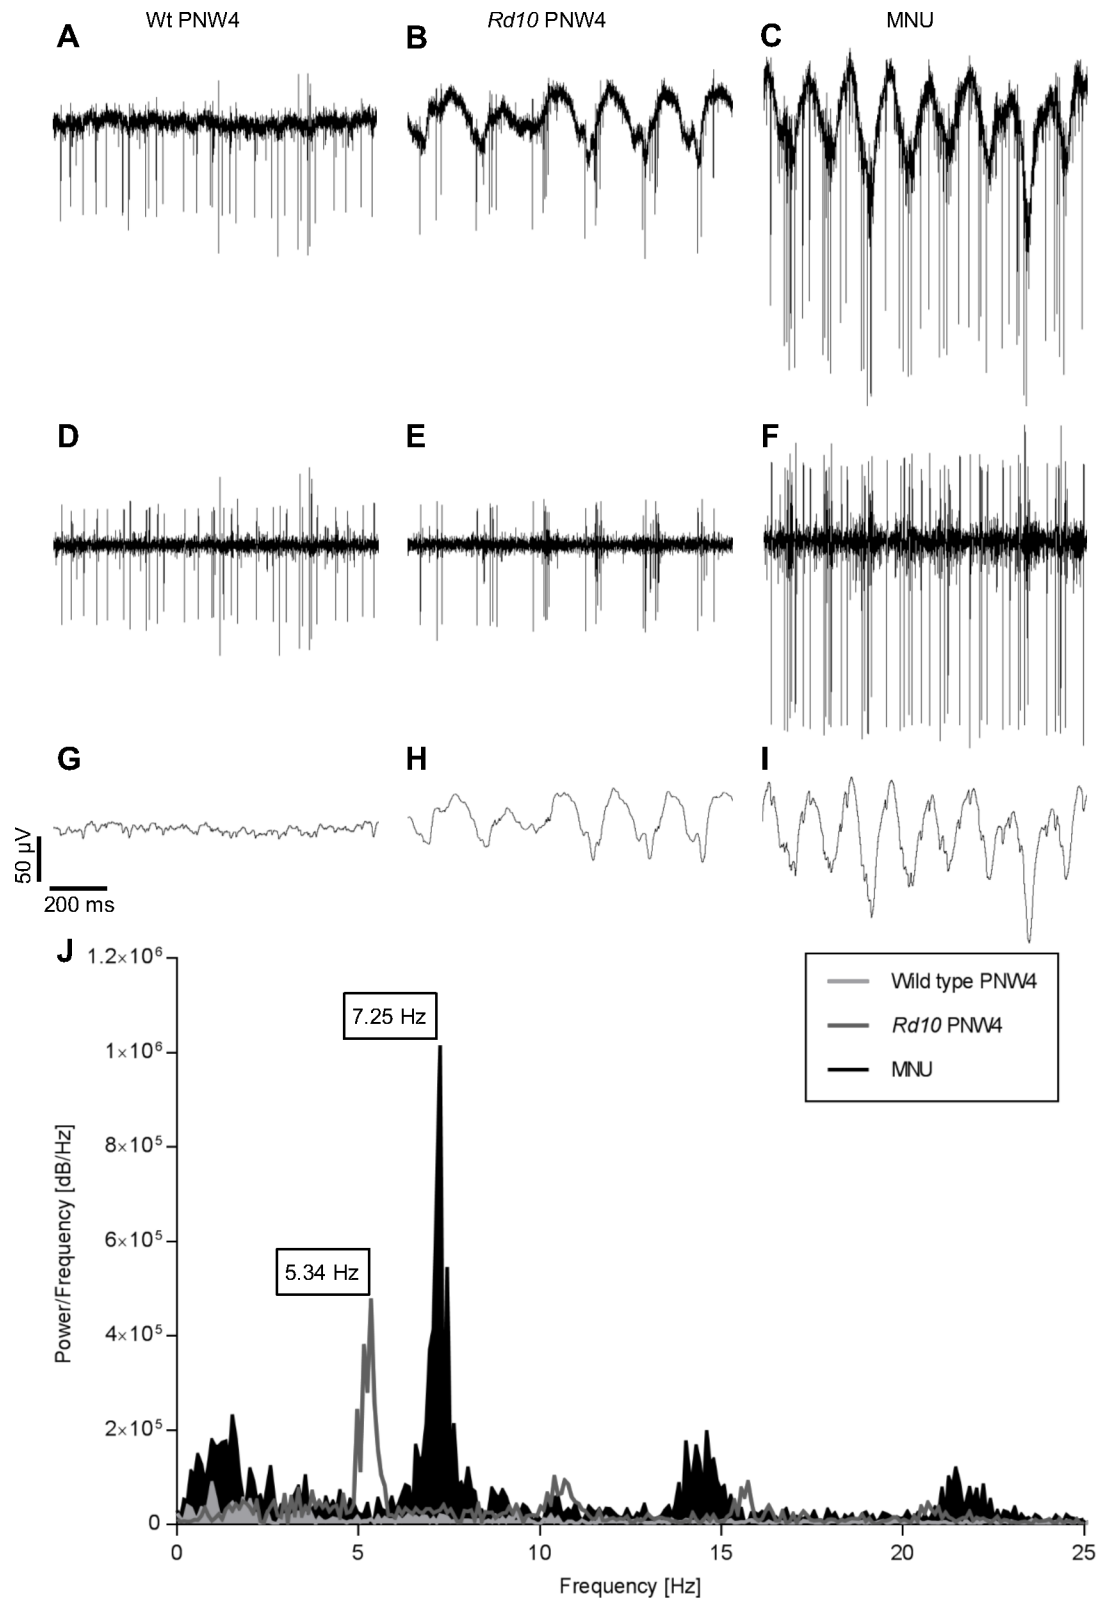 Wt PNW4
Rd10 PNW4
MNU
A
B
C
D
E
F
G
H
I
50 µV
200 ms
J
1.2×10⁶
1×10⁶
8×10⁵
6×10⁵
4×10⁵
2×10⁵
0
Power/Frequency [dB/Hz]
7.25 Hz
5.34 Hz
Wild type PNW4
Rd10 PNW4
MNU
0 5 10 15 20 25
Frequency [Hz]